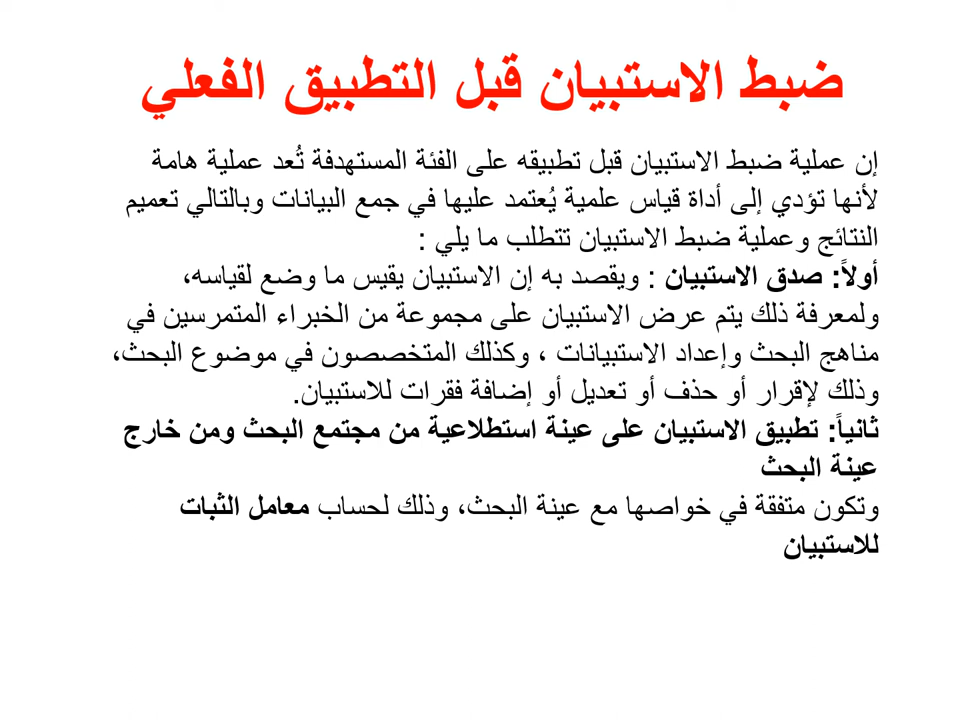 ضبط الاستبيان قبل التطبيق الفعلي
إن عملية ضبط الاستبيان قبل تطبيقه على الفئة المستهدفة تُعد عملية هامة
لأنها تؤدي إلى أداة قياس علمية يُعتمد عليها في جمع البيانات وبالتالي تعميم
النتائج وعملية ضبط الاستبيان تتطلب ما يلي :
أولاً: صدق الاستبيان : ويقصد به إن الاستبيان يقيس ما وضع لقياسه،
ولمعرفة ذلك يتم عرض الاستبيان على مجموعة من الخبراء المتمرسين في
مناهج البحث وإعداد الاستبيانات ، وكذلك المتخصصون في موضوع البحث،
وذلك لإقرار أو حذف أو تعديل أو إضافة فقرات للاستبيان.
ثانياً: تطبيق الاستبيان على عينة استطلاعية من مجتمع البحث ومن خارج
عينة البحث
وتكون متفقة في خواصها مع عينة البحث، وذلك لحساب معامل الثبات
للاستبيان